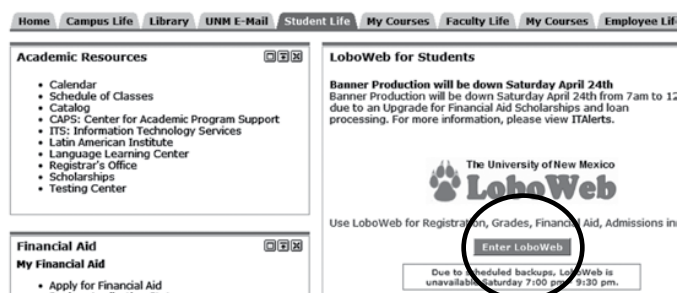 Home Campus Life Library UNM E-Mail Student Life My Courses Faculty Life My Courses Employee Lif
Academic Resources
• Calendar
• Schedule of Classes
• Catalog
• CAPS: Center for Academic Program Support
• ITS: Information Technology Services
• Latin American Institute
• Language Learning Center
• Registrar's Office
• Scholarships
• Testing Center
Financial Aid
My Financial Aid
• Apply for Financial Aid
LoboWeb for Students
Banner Production will be down Saturday April 24th
Banner Production will be down Saturday April 24th from 7am to 12
due to an Upgrade for Financial Aid Scholarships and loan
processing. For more information, please view ITAlerts.
The University of New Mexico
LoboWeb
Use LoboWeb for Registration, Grades, Financial Aid, Admissions in
Enter LoboWeb
Due to scheduled backups, LoboWeb is
unavailable Saturday 7:00 pm - 9:30 pm.